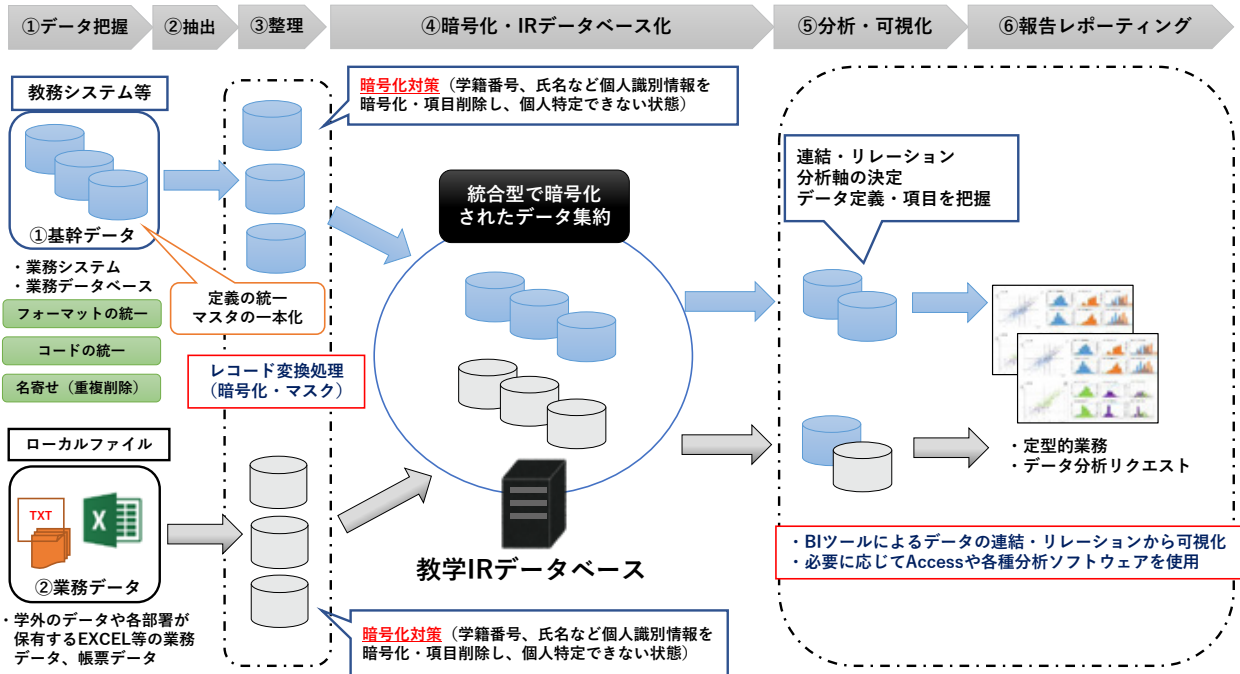 ①データ把握
②抽出
③整理
④暗号化・IRデータベース化
⑤分析・可視化
⑥報告レポーティング
教務システム等
①基幹データ
・業務システム
・業務データベース
フォーマットの統一
コードの統一
名寄せ（重複削除）
定義の統一
マスタの一本化
レコード変換処理
（暗号化・マスク）
ローカルファイル
TXT
X
②業務データ
・学外のデータや各部署が
保有するEXCEL等の業務
データ、帳票データ
暗号化対策（学籍番号、氏名など個人識別情報を
暗号化・項目削除し、個人特定できない状態）
統合型で暗号化
されたデータ集約
教学IRデータベース
暗号化対策（学籍番号、氏名など個人識別情報を
暗号化・項目削除し、個人特定できない状態）
連結・リレーション
分析軸の決定
データ定義・項目を把握
・定型的業務
・データ分析リクエスト
・BIツールによるデータの連結・リレーションから可視化
・必要に応じてAccessや各種分析ソフトウェアを使用